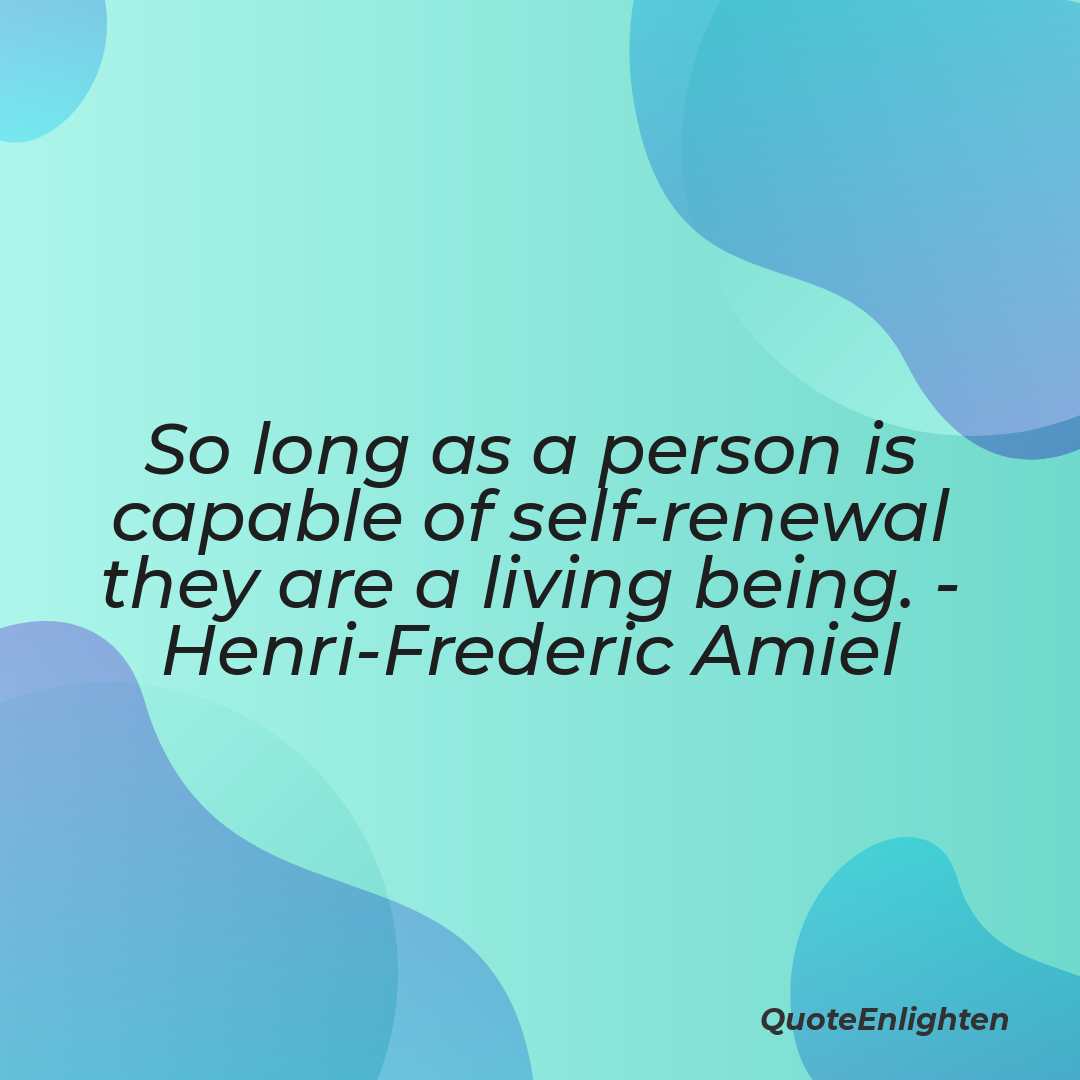 So long as a person is
capable of self-renewal
they are a living being. -
Henri-Frederic Amiel
QuoteEnlighten